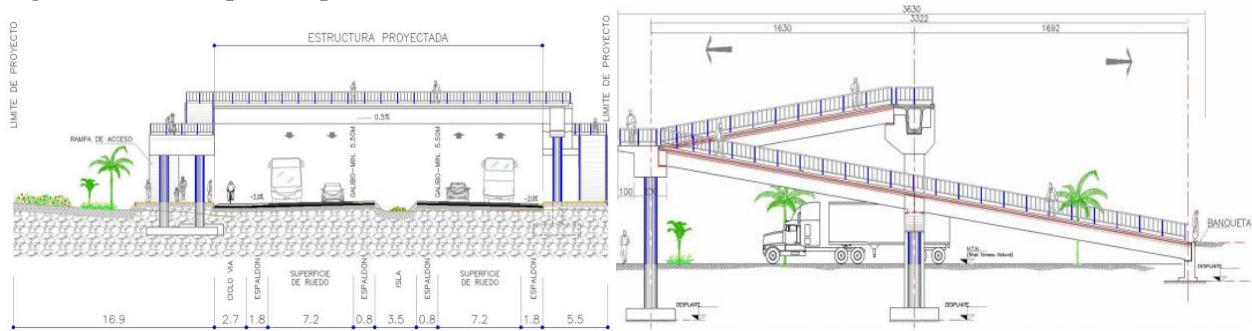 LIMITE DE PROYECTO
ESTRUCTURA PROYECTADA
LIMITE DE PROYECTO
0.5%
RAMPA DE ACCESO
GALIBO-MIN. 5.50M
GALIBO-MIN. 5.50M
-2.0%
-2.0%
CICLO VIA
ESPALDON
SUPERFICIE
DE RUEDO
ESPALDON
ISLA
ESPALDON
SUPERFICIE
DE RUEDO
ESPALDON
16.9
2.7
1.8
7.2
0.8
3.5
0.8
7.2
1.8
5.5
3630
3322
1630
1692
100
BANQUETA
N.T.N.
(Nivel Terreno Natural)
DESPLANTE
DESPLANTE
DESPLANTE